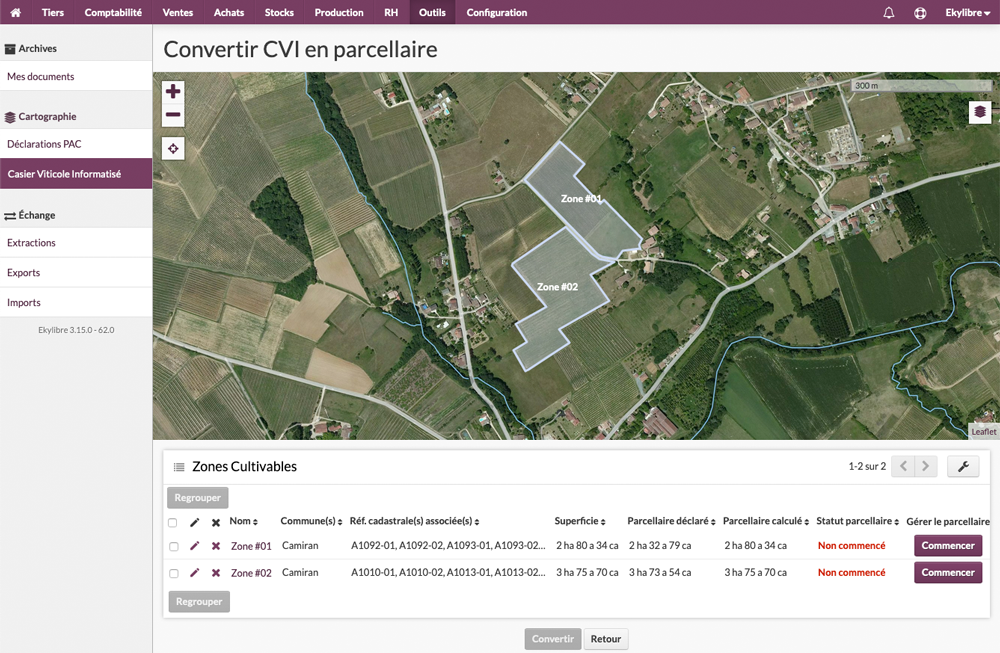 Tiers Comptabilité Ventes Achats Stocks Production RH Outils Configuration Ekylibre
Archives
Mes documents
Cartographie
Déclarations PAC
Casier Viticole Informatisé
Échange
Extractions
Exports
Imports
Ekylibre 3.15.0 - 62.0
Convertir CVI en parcellaire
300 m
Zone #01
Zone #02
Leaflet
Zones Cultivables
1-2 sur 2
Regrouper
Nom Commune(s) Réf. cadastrale(s) associée(s) Superficie Parcellaire déclaré Parcellaire calculé Statut parcellaire Gérer le parcellaire
Zone #01 Camiran A1092-01, A1092-02, A1093-01, A1093-02... 2 ha 80 a 34 ca 2 ha 32 a 79 ca 2 ha 80 a 34 ca Non commencé Commencer
Zone #02 Camiran A1010-01, A1010-02, A1013-01, A1013-02... 3 ha 75 a 70 ca 3 ha 73 a 54 ca 3 ha 75 a 70 ca Non commencé Commencer
Regrouper
Convertir Retour